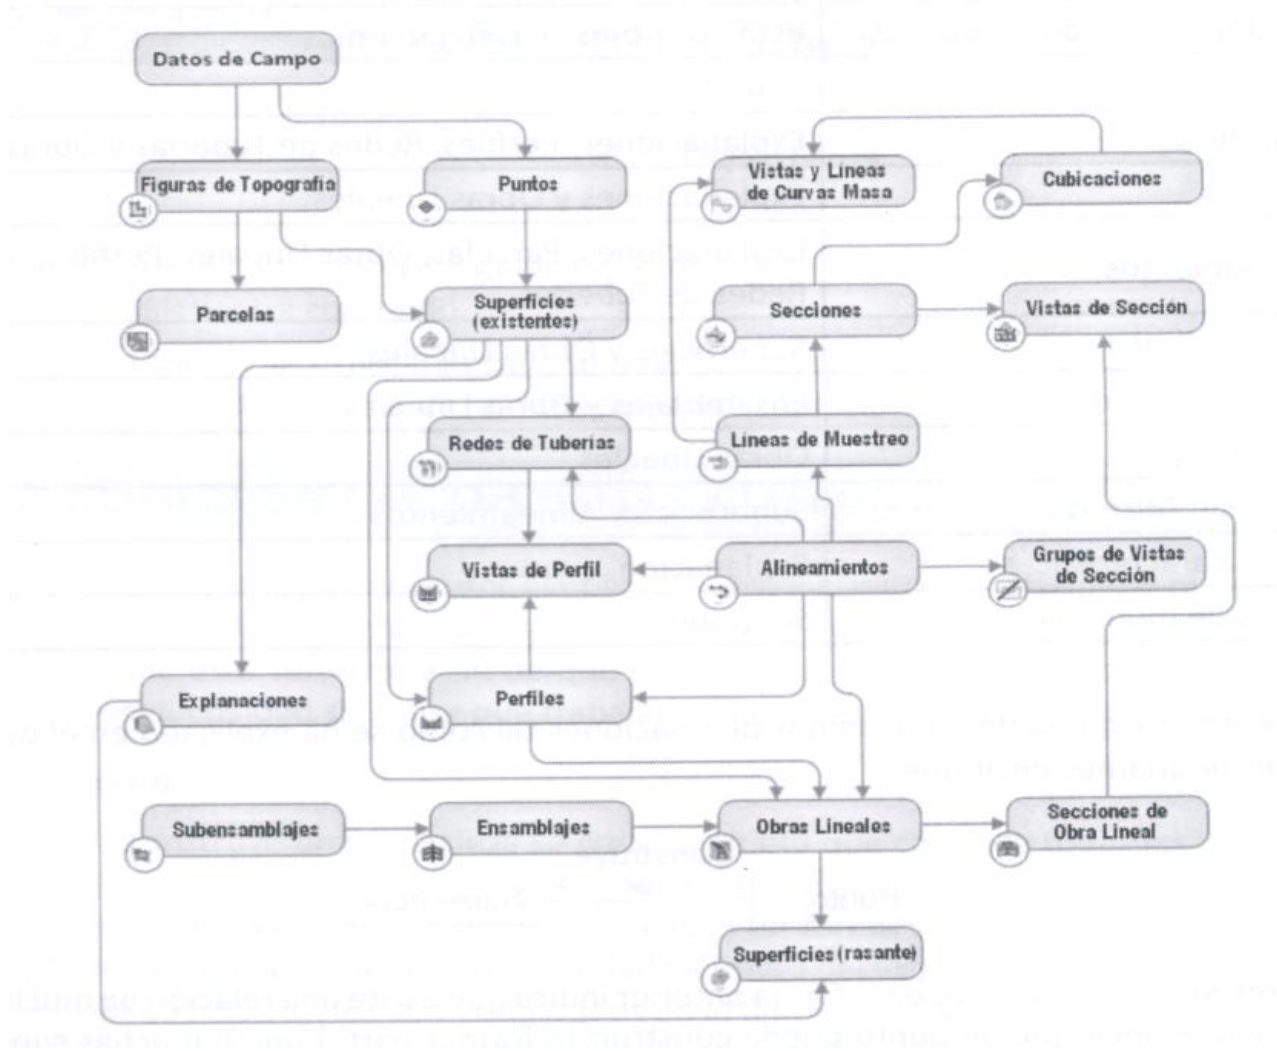 Datos de Campo
Figuras de Topografía
Puntos
Vistas y Líneas
de Curvas Masa
Cubicaciones
Parcelas
Superficies
(existentes)
Secciones
Vistas de Sección
Redes de Tuberías
Líneas de Muestreo
Vistas de Perfil
Alineamientos
Grupos de Vistas
de Sección
Explanaciones
Perfiles
Subensamblajes
Ensamblajes
Obras Lineales
Secciones de
Obra Lineal
Superficies (rasante)